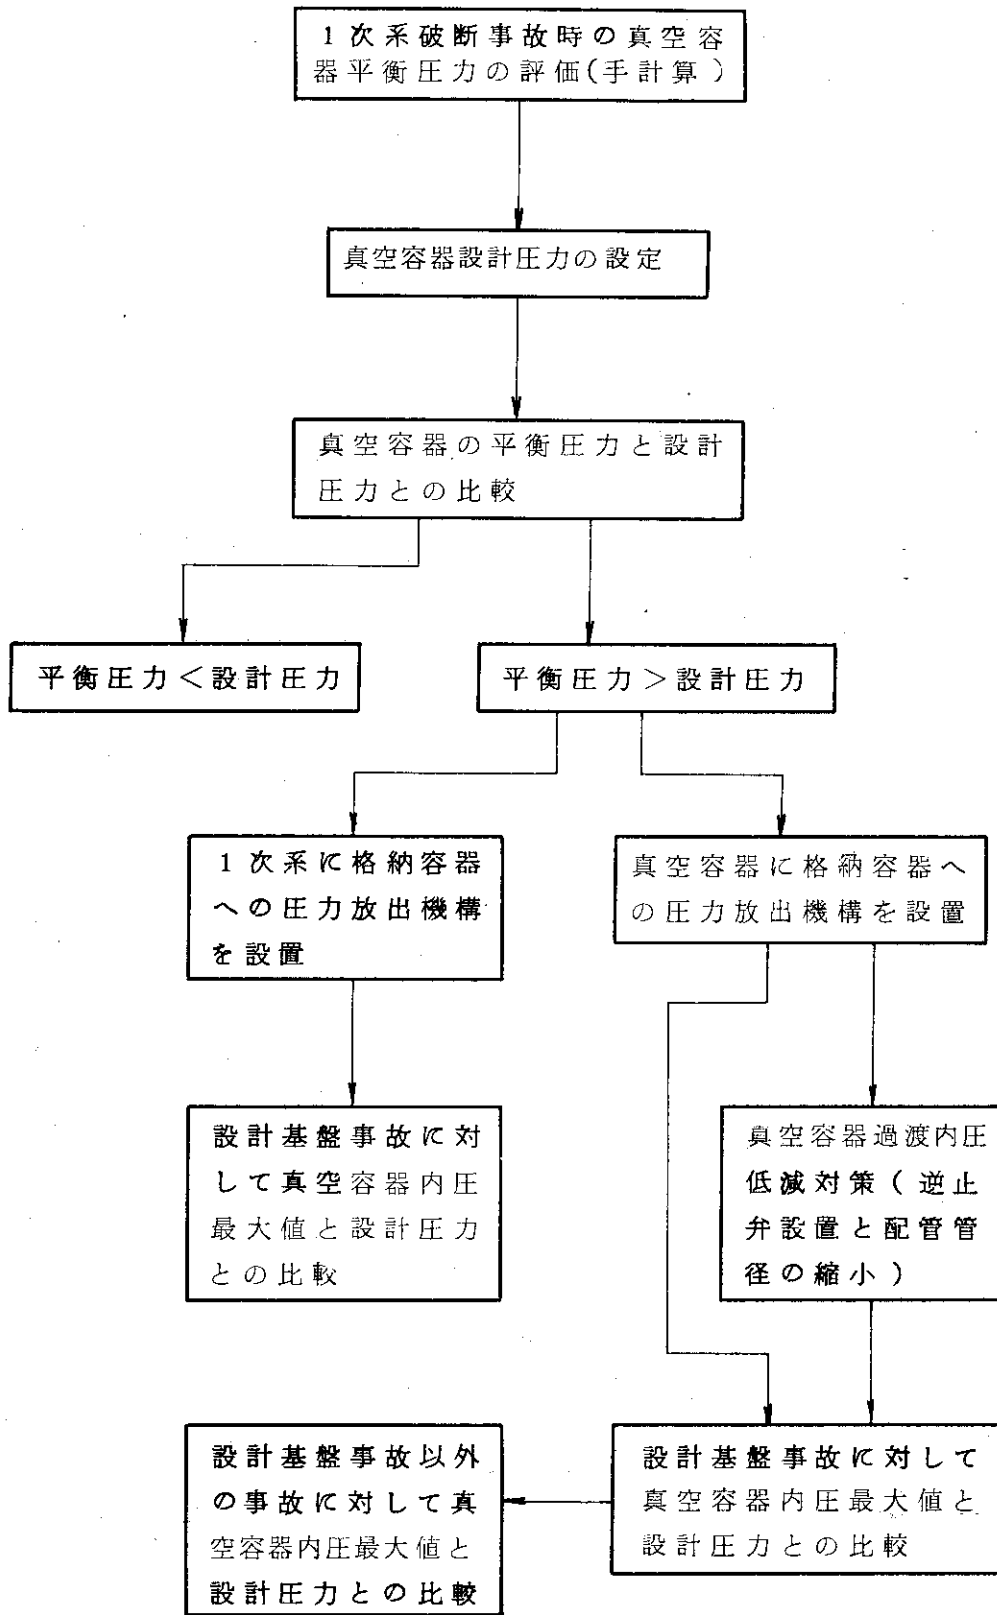 1次系破断事故時の真空容
器平衡圧力の評価(手計算)
真空容器設計圧力の設定
真空容器の平衡圧力と設計
圧力との比較
平衡圧力<設計圧力
平衡圧力>設計圧力
1次系に格納容器
への圧力放出機構
を設置
真空容器に格納容器へ
の圧力放出機構を設置
設計基盤事故に対
して真空容器内圧
最大値と設計圧力
との比較
真空容器過渡内圧
低減対策(逆止
弁設置と配管管
径の縮小)
設計基盤事故以外
の事故に対して真
空容器内圧最大値と
設計圧力との比較
設計基盤事故に対して
真空容器内圧最大値と
設計圧力との比較